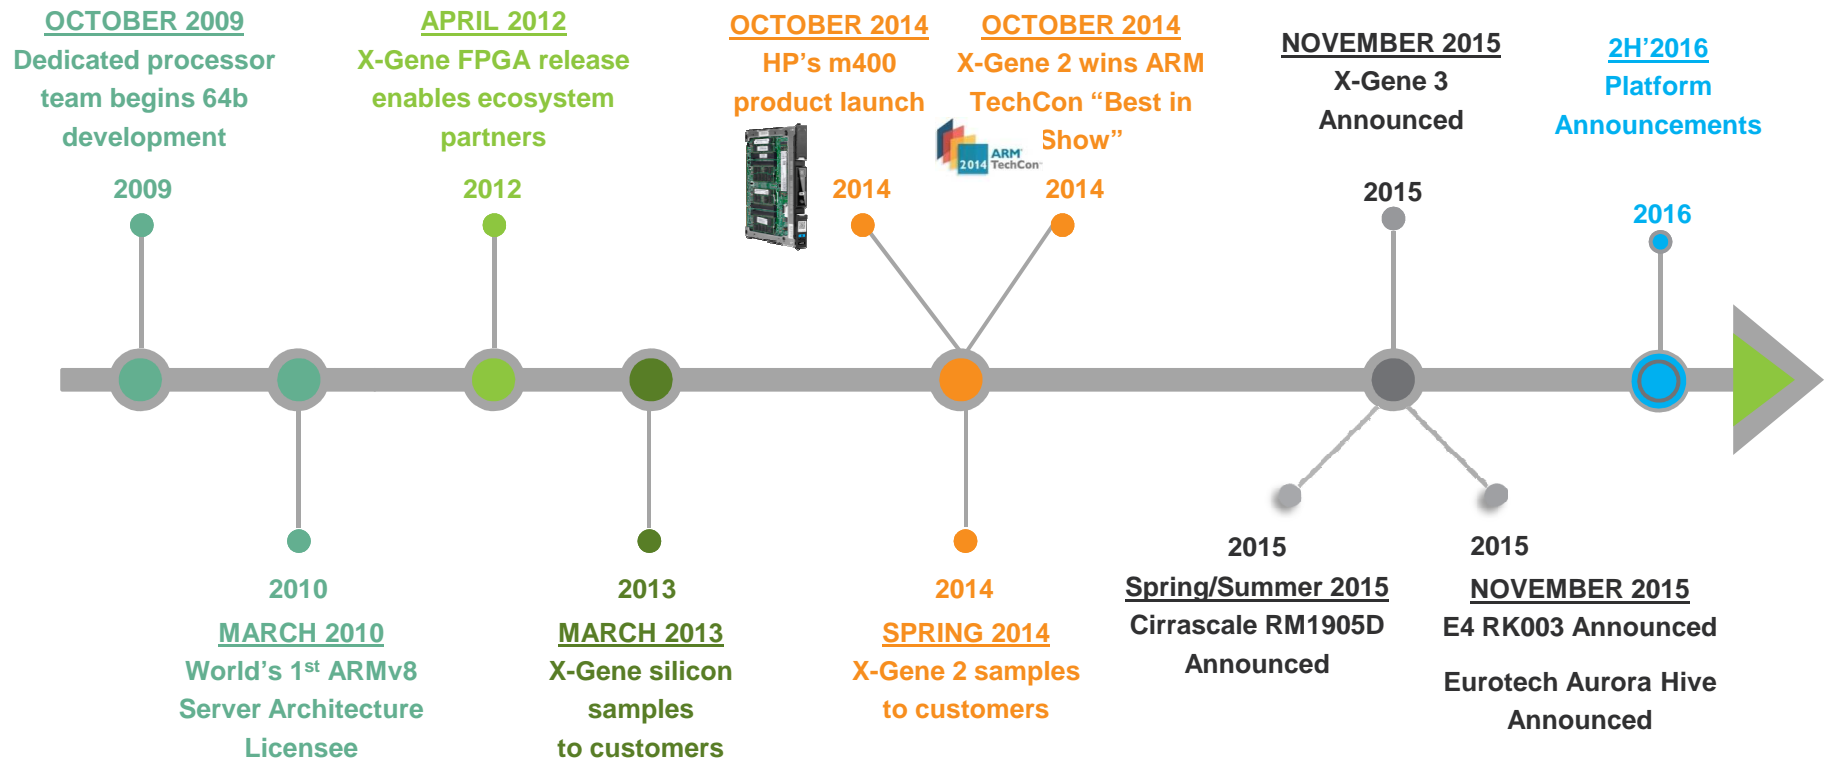 OCTOBER 2009
Dedicated processor
team begins 64b
development
2009
APRIL 2012
X-Gene FPGA release
enables ecosystem
partners
2012
OCTOBER 2014
HP’s m400
product launch
2014
OCTOBER 2014
X-Gene 2 wins ARM
TechCon “Best in
Show”
ARM
2014 TechCon
2014
NOVEMBER 2015
X-Gene 3
Announced
2015
2H’2016
Platform
Announcements
2016
2010
MARCH 2010
World’s 1st ARMv8
Server Architecture
Licensee
2013
MARCH 2013
X-Gene silicon
samples
to customers
2014
SPRING 2014
X-Gene 2 samples
to customers
2015
Spring/Summer 2015
Cirrascale RM1905D
Announced
2015
NOVEMBER 2015
E4 RK003 Announced
Eurotech Aurora Hive
Announced